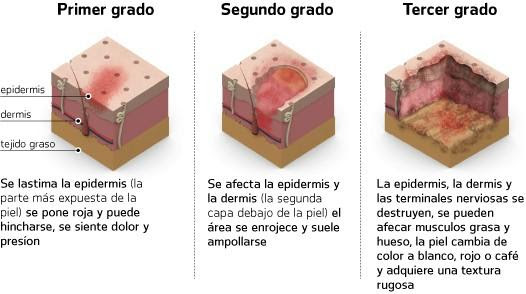 Primer grado
epidermis
dermis
tejido graso
Se lastima la epidermis (la
parte más expuesta de la
piel) se pone roja y puede
hincharse, se siente dolor y
presíon
Segundo grado
Se afecta la epidermis y
la dermis (la segunda
capa debajo de la piel) el
área se enrojece y suele
ampollarse
Tercer grado
La epidermis, la dermis y
las terminales nerviosas se
destruyen, se pueden
afecar musculos grasa y
hueso, la piel cambia de
color a blanco, rojo o café
y adquiere una textura
rugosa